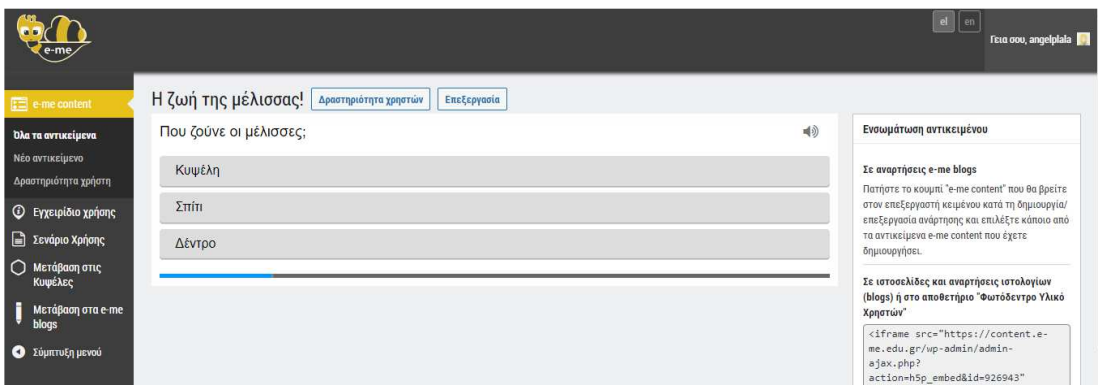 e-me
el en
Γεια σου, angelplala
e-me content
Όλα τα αντικείμενα
Νέο αντικείμενο
Δραστηριότητα χρήστη
Εγχειρίδιο χρήσης
Σενάριο Χρήσης
Μετάβαση στις
Κυψέλες
Μετάβαση στα e-me
blogs
Σύμπτυξη μενού
Η ζωή της μέλισσας! Δραστηριότητα χρηστών Επεξεργασία
Που ζούνε οι μέλισσες;
Κυψέλη
Σπίτι
Δέντρο
Ενσωμάτωση αντικειμένου
Σε αναρτήσεις e-me blogs
Πατήστε το κουμπί "e-me content" που θα βρείτε
στον επεξεργαστή κειμένου κατά τη δημιουργία/
επεξεργασία ανάρτησης και επιλέξτε κάποιο από
τα αντικείμενα e-me content που έχετε
δημιουργήσει.
Σε ιστοσελίδες και αναρτήσεις ιστολογίων
(blogs) ή στο αποθετήριο "Φωτόδεντρο Υλικό
Χρηστών"
<iframe src="https://content.e-
me.edu.gr/wp-admin/admin-
ajax.php?
action=h5p_embed&id=926943"